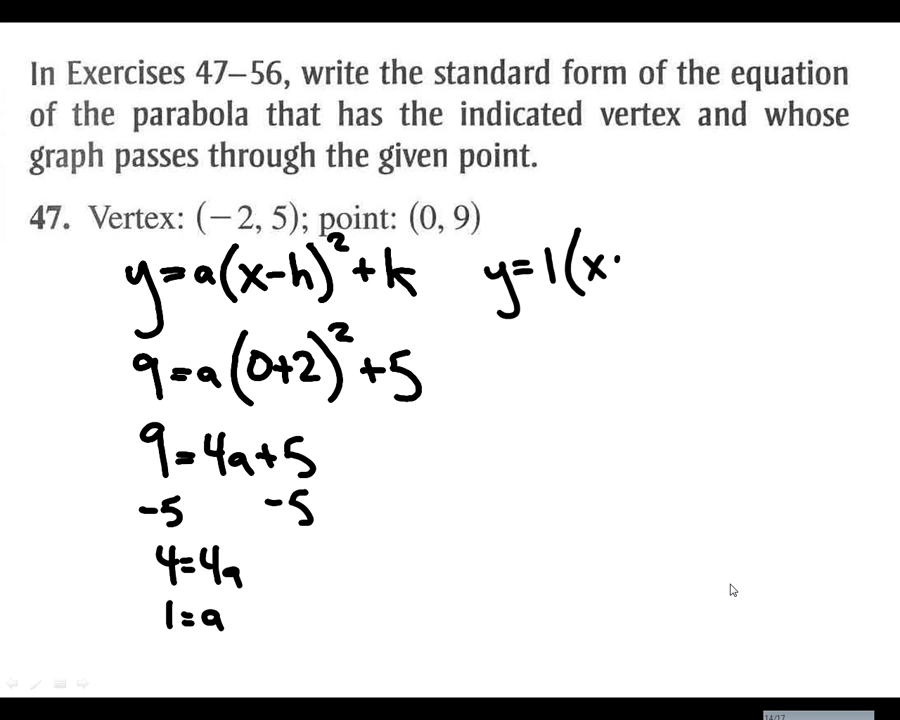 In Exercises 47–56, write the standard form of the equation
of the parabola that has the indicated vertex and whose
graph passes through the given point.
47. Vertex: (−2, 5); point: (0, 9)
y=a(x-h)²+k y=1(x·
9=a(0+2)²+5
9=4a+5
-5 -5
4=4a
1=a
14/17